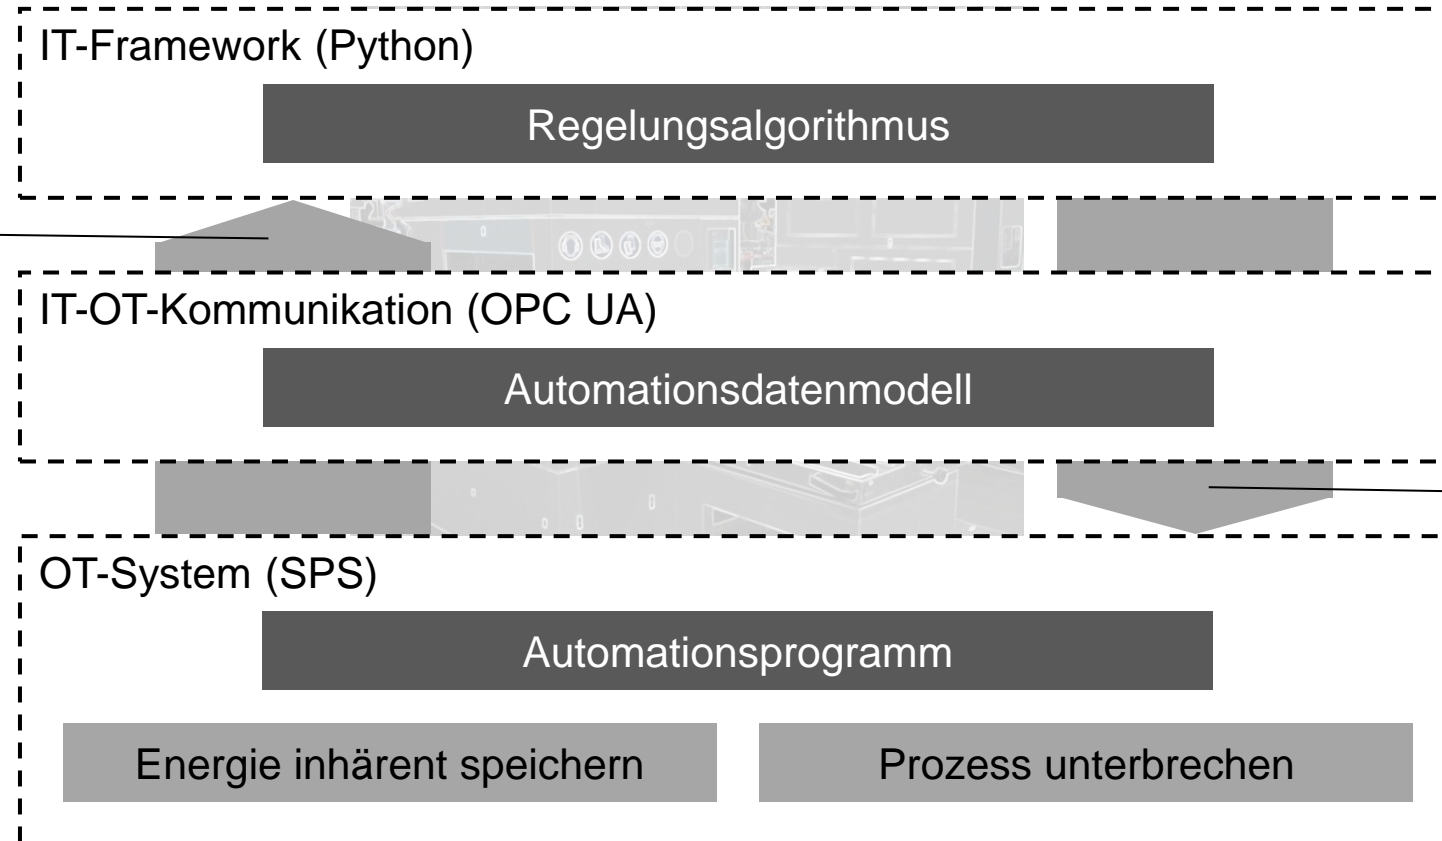 IT-Framework (Python)
Regelungsalgorithmus
IT-OT-Kommunikation (OPC UA)
Automationsdatenmodell
OT-System (SPS)
Automationsprogramm
Energie inhärent speichern
Prozess unterbrechen